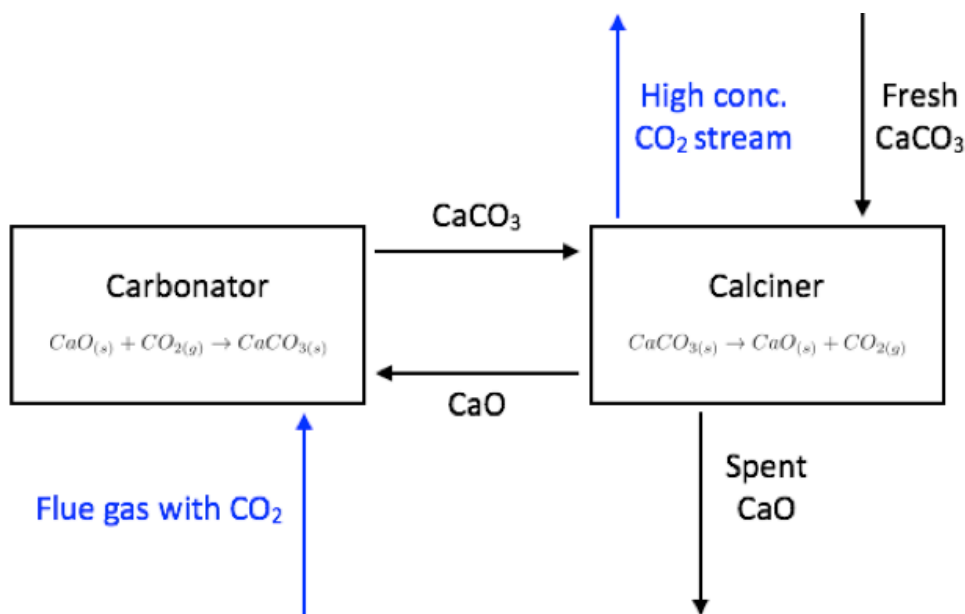 High conc.
CO₂ stream
Fresh
CaCO₃
CaCO₃
Carbonator
CaO₍ₛ₎ + CO₂₍g₎ → CaCO₃₍ₛ₎
Calciner
CaCO₃₍ₛ₎ → CaO₍ₛ₎ + CO₂₍g₎
CaO
Flue gas with CO₂
Spent
CaO